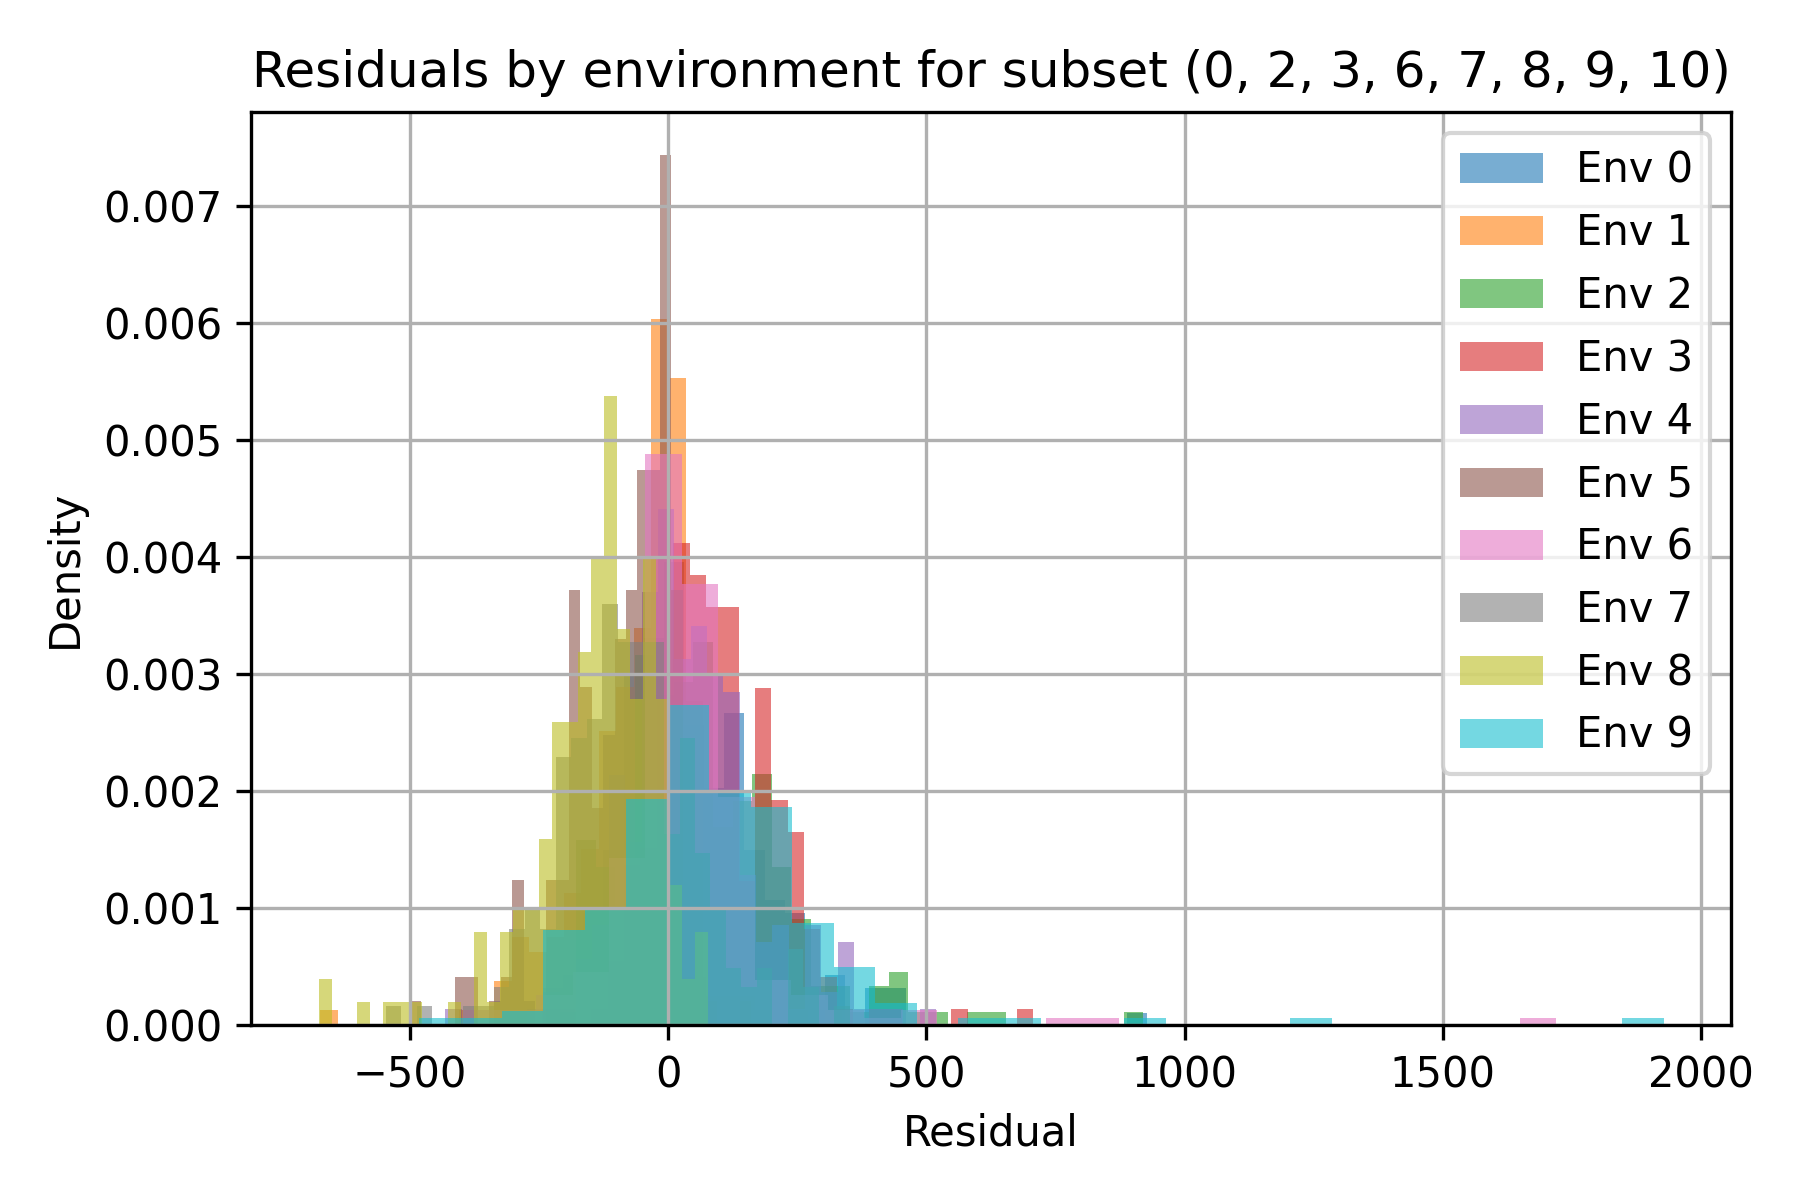 Residuals by environment for subset (0, 2, 3, 6, 7, 8, 9, 10)
Env 0
Env 1
Env 2
Env 3
Env 4
Env 5
Env 6
Env 7
Env 8
Env 9
0.007
0.006
0.005
0.004
0.003
0.002
0.001
0.000
Density
−500
0
500
1000
1500
2000
Residual